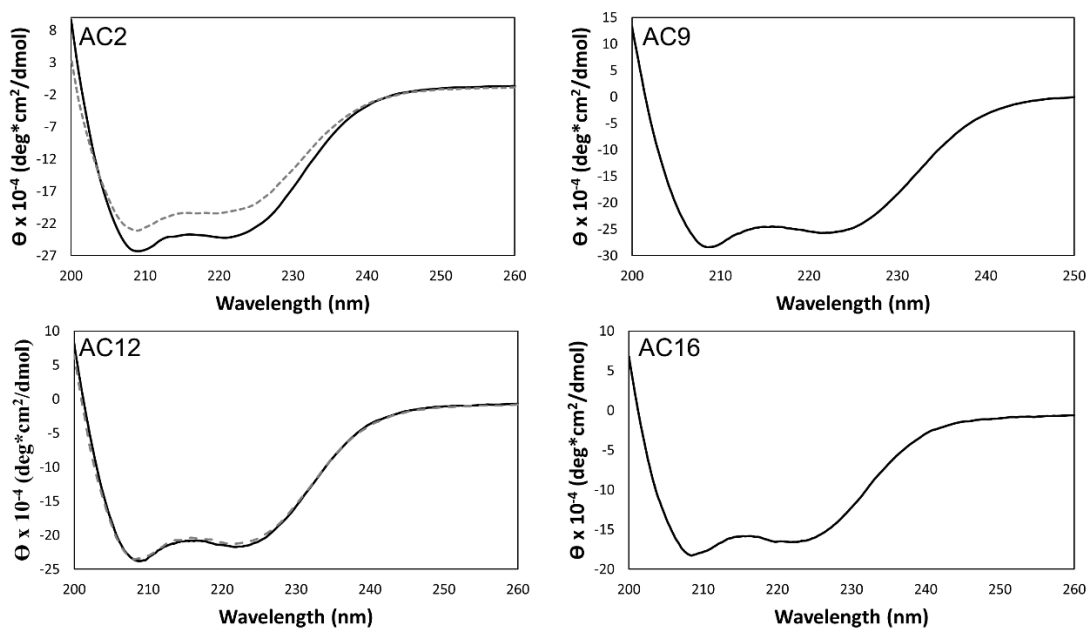 AC2
8
3
-2
-7
-12
-17
-22
-27
200 210 220 230 240 250 260
Wavelength (nm)
Ɵ x 10⁻⁴ (deg*cm²/dmol)
AC9
15
10
5
0
-5
-10
-15
-20
-25
-30
200 210 220 230 240 250
Wavelength (nm)
Ɵ x 10⁻⁴ (deg*cm²/dmol)
AC12
10
5
0
-5
-10
-15
-20
-25
200 210 220 230 240 250 260
Wavelength (nm)
Ɵ x 10⁻⁴ (deg*cm²/dmol)
AC16
10
5
0
-5
-10
-15
-20
200 210 220 230 240 250 260
Wavelength (nm)
Ɵ x 10⁻⁴ (deg*cm²/dmol)